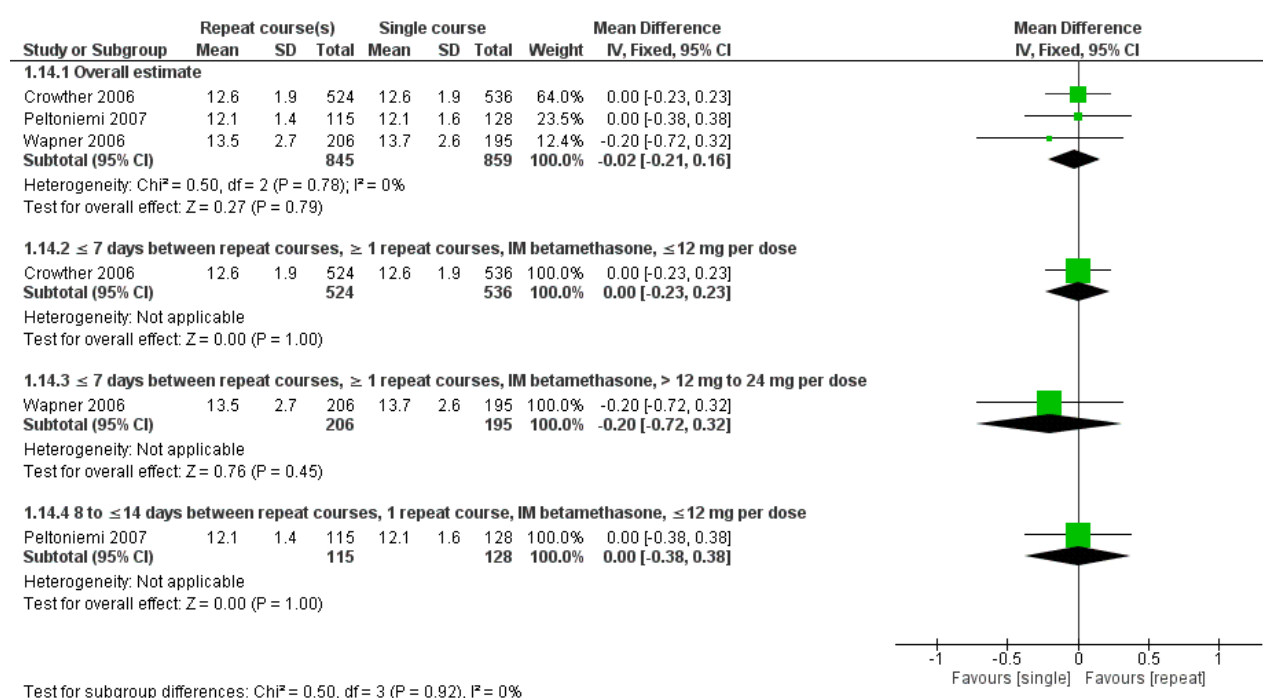 Repeat course(s) Single course Mean Difference Mean Difference
Study or Subgroup Mean SD Total Mean SD Total Weight IV, Fixed, 95% CI IV, Fixed, 95% CI
1.14.1 Overall estimate
Crowther 2006 12.6 1.9 524 12.6 1.9 536 64.0% 0.00 [-0.23, 0.23]
Peltoniemi 2007 12.1 1.4 115 12.1 1.6 128 23.5% 0.00 [-0.38, 0.38]
Wapner 2006 13.5 2.7 206 13.7 2.6 195 12.4% -0.20 [-0.72, 0.32]
Subtotal (95% CI) 845 859 100.0% -0.02 [-0.21, 0.16]
Heterogeneity: Chi² = 0.50, df = 2 (P = 0.78); I² = 0%
Test for overall effect: Z = 0.27 (P = 0.79)
1.14.2 ≤ 7 days between repeat courses, ≥ 1 repeat courses, IM betamethasone, ≤12 mg per dose
Crowther 2006 12.6 1.9 524 12.6 1.9 536 100.0% 0.00 [-0.23, 0.23]
Subtotal (95% CI) 524 536 100.0% 0.00 [-0.23, 0.23]
Heterogeneity: Not applicable
Test for overall effect: Z = 0.00 (P = 1.00)
1.14.3 ≤ 7 days between repeat courses, ≥ 1 repeat courses, IM betamethasone, > 12 mg to 24 mg per dose
Wapner 2006 13.5 2.7 206 13.7 2.6 195 100.0% -0.20 [-0.72, 0.32]
Subtotal (95% CI) 206 195 100.0% -0.20 [-0.72, 0.32]
Heterogeneity: Not applicable
Test for overall effect: Z = 0.76 (P = 0.45)
1.14.4 8 to ≤14 days between repeat courses, 1 repeat course, IM betamethasone, ≤12 mg per dose
Peltoniemi 2007 12.1 1.4 115 12.1 1.6 128 100.0% 0.00 [-0.38, 0.38]
Subtotal (95% CI) 115 128 100.0% 0.00 [-0.38, 0.38]
Heterogeneity: Not applicable
Test for overall effect: Z = 0.00 (P = 1.00)
-1 -0.5 0 0.5 1
Favours [single] Favours [repeat]
Test for subgroup differences: Chi² = 0.50, df = 3 (P = 0.92), I² = 0%